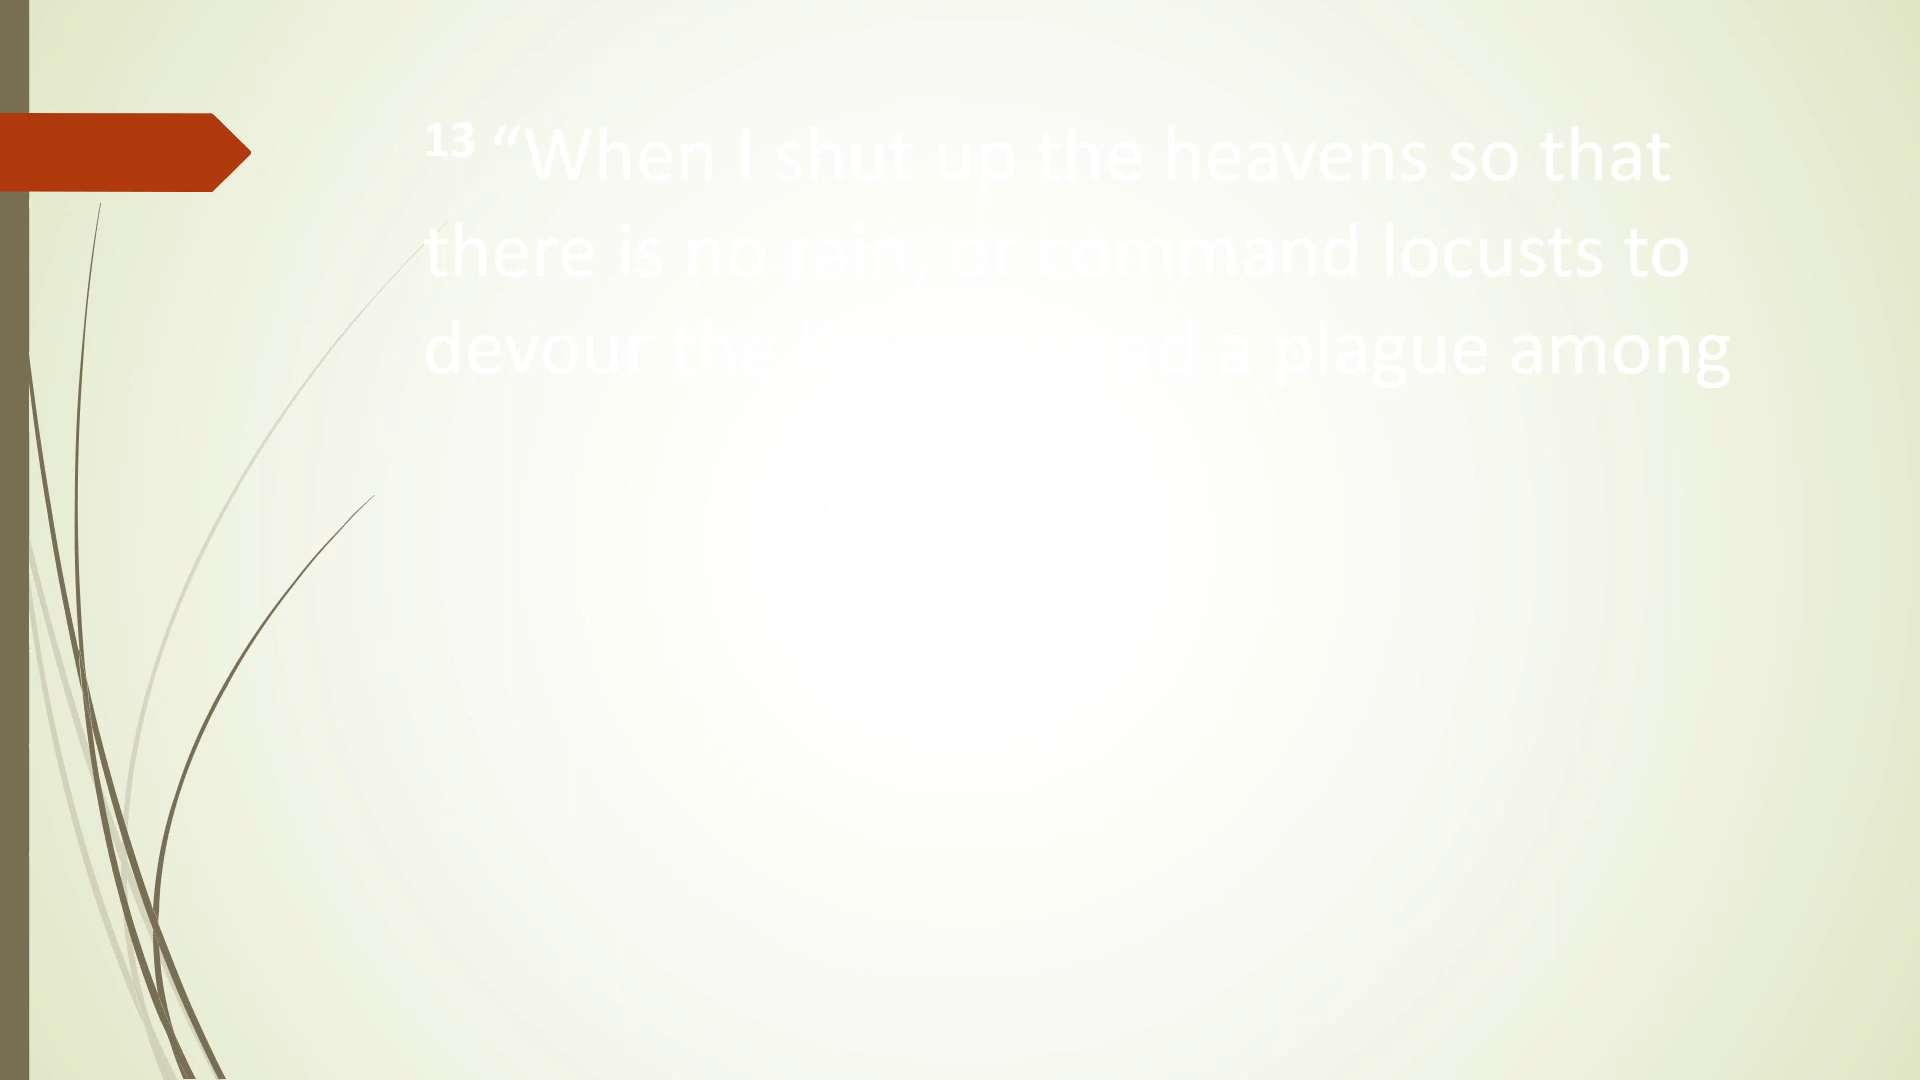 13 “When I shut up the heavens so that
there is no rain, or command locusts to
devour the land or send a plague among